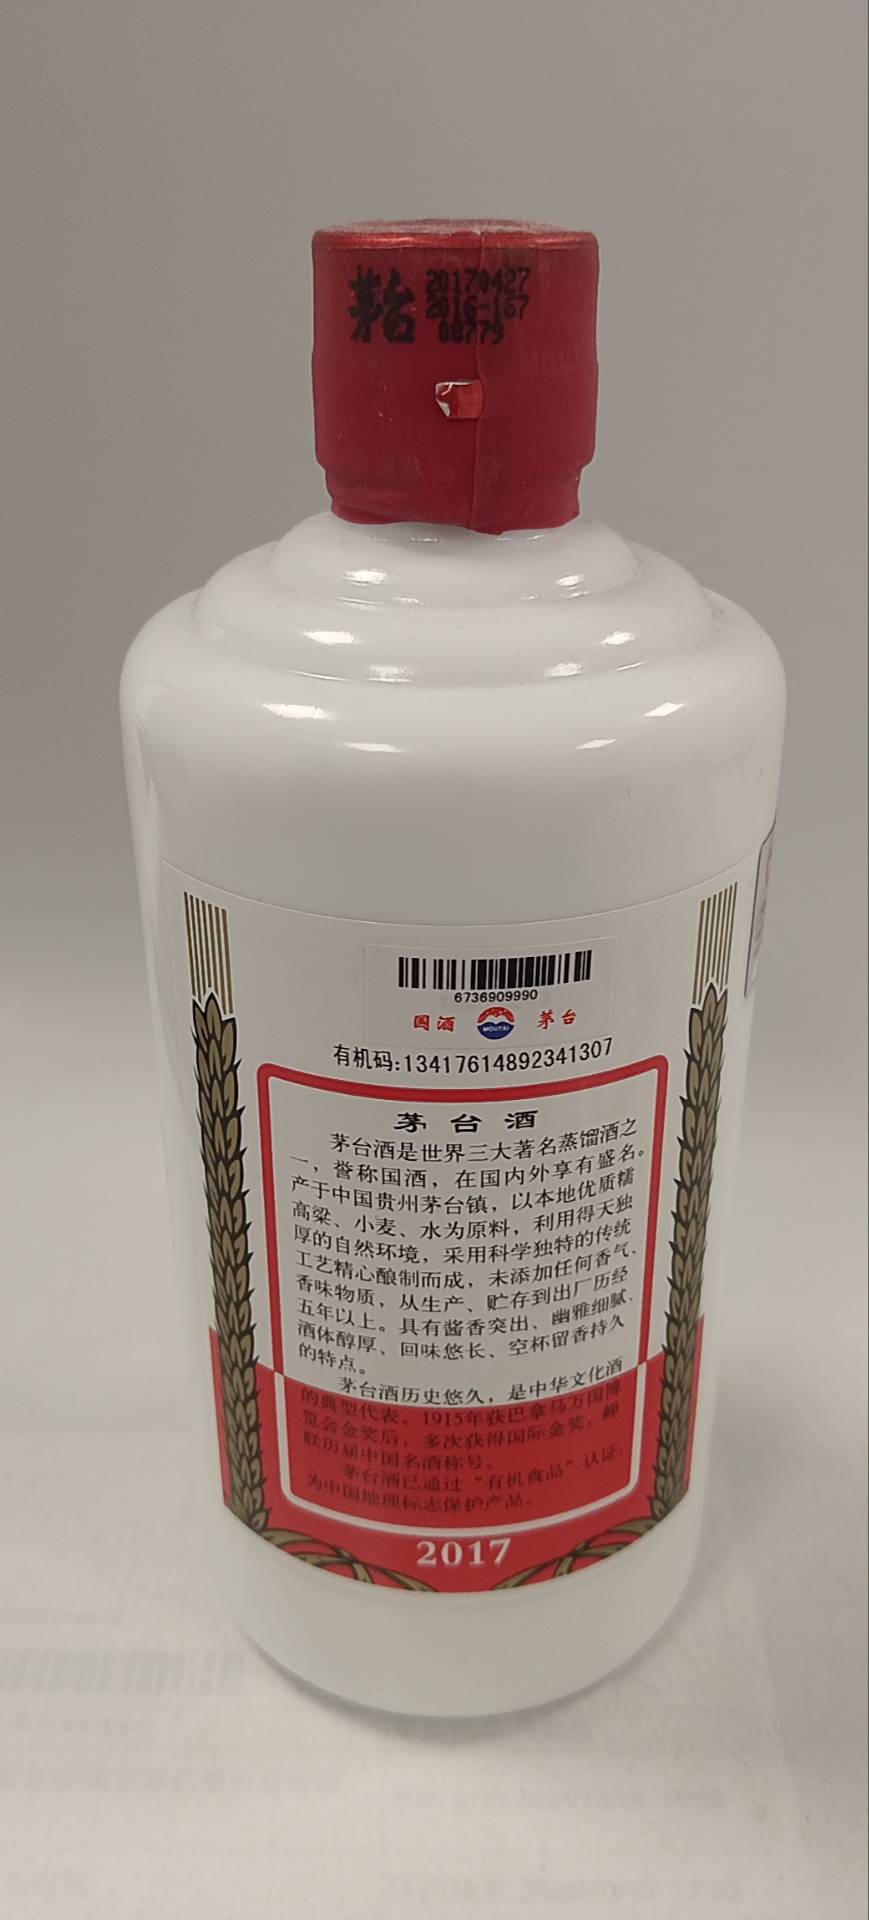 茅台
20170427
2016-167
08779
6736909990
国酒 MOUTAI 茅台
有机码:13417614892341307
茅台酒
茅台酒是世界三大著名蒸馏酒之
一，誉称国酒，在国内外享有盛名。
产于中国贵州茅台镇，以本地优质糯
高粱、小麦、水为原料，利用得天独
厚的自然环境，采用科学独特的传统
工艺精心酿制而成，未添加任何香气、
香味物质，从生产、贮存到出厂历经
五年以上。具有酱香突出、幽雅细腻、
酒体醇厚、回味悠长、空杯留香持久
的特点。
茅台酒历史悠久，是中华文化酒
的典型代表。1915年获巴拿马万国博
览会金奖后，多次获得国际金奖，蝉
联历届中国名酒称号。
茅台酒已通过“有机食品”认证，
为中国地理标志保护产品。
2017